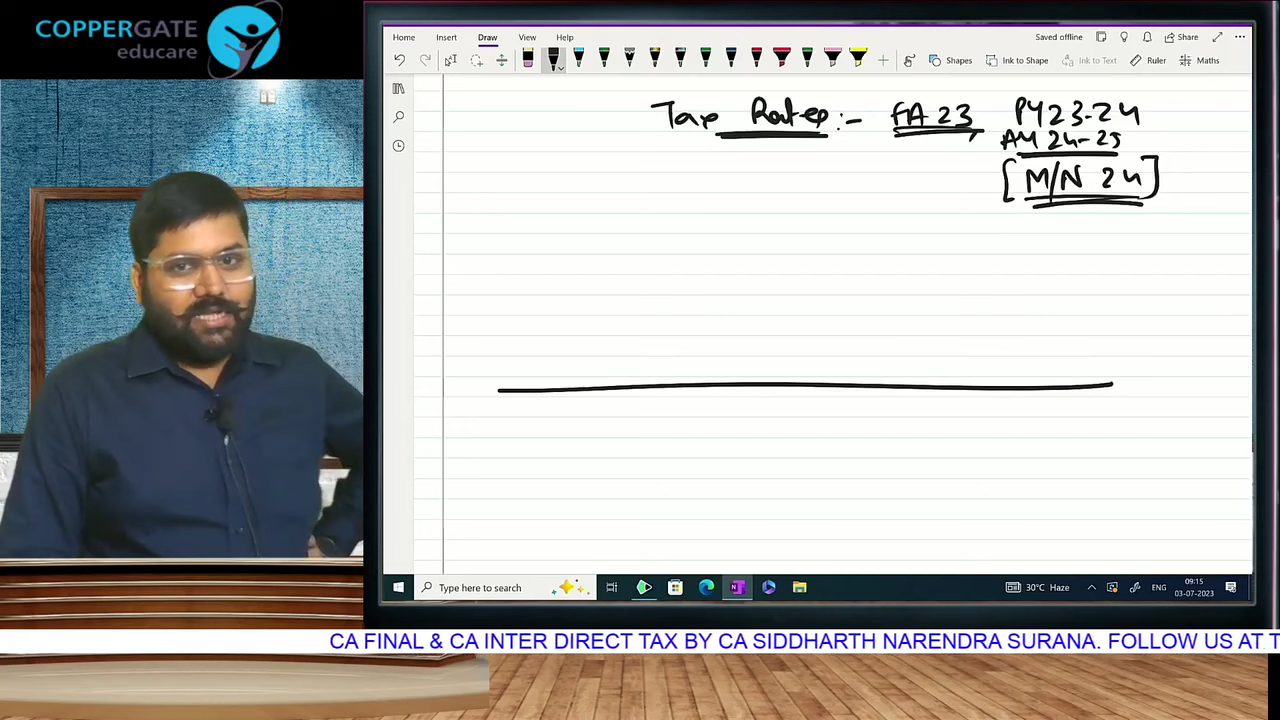 COPPERGATE
educare
Home Insert Draw View Help
Saved offline
Share
Shapes
Ink to Shape
Ink to Text
Ruler
Maths
Tax Rates :- FA 23, PY 23-24
AY 24-25
[M/N 24]
Type here to search
30°C Haze
ENG
09:15
03-07-2023
CA FINAL & CA INTER DIRECT TAX BY CA SIDDHARTH NARENDRA SURANA. FOLLOW US AT T